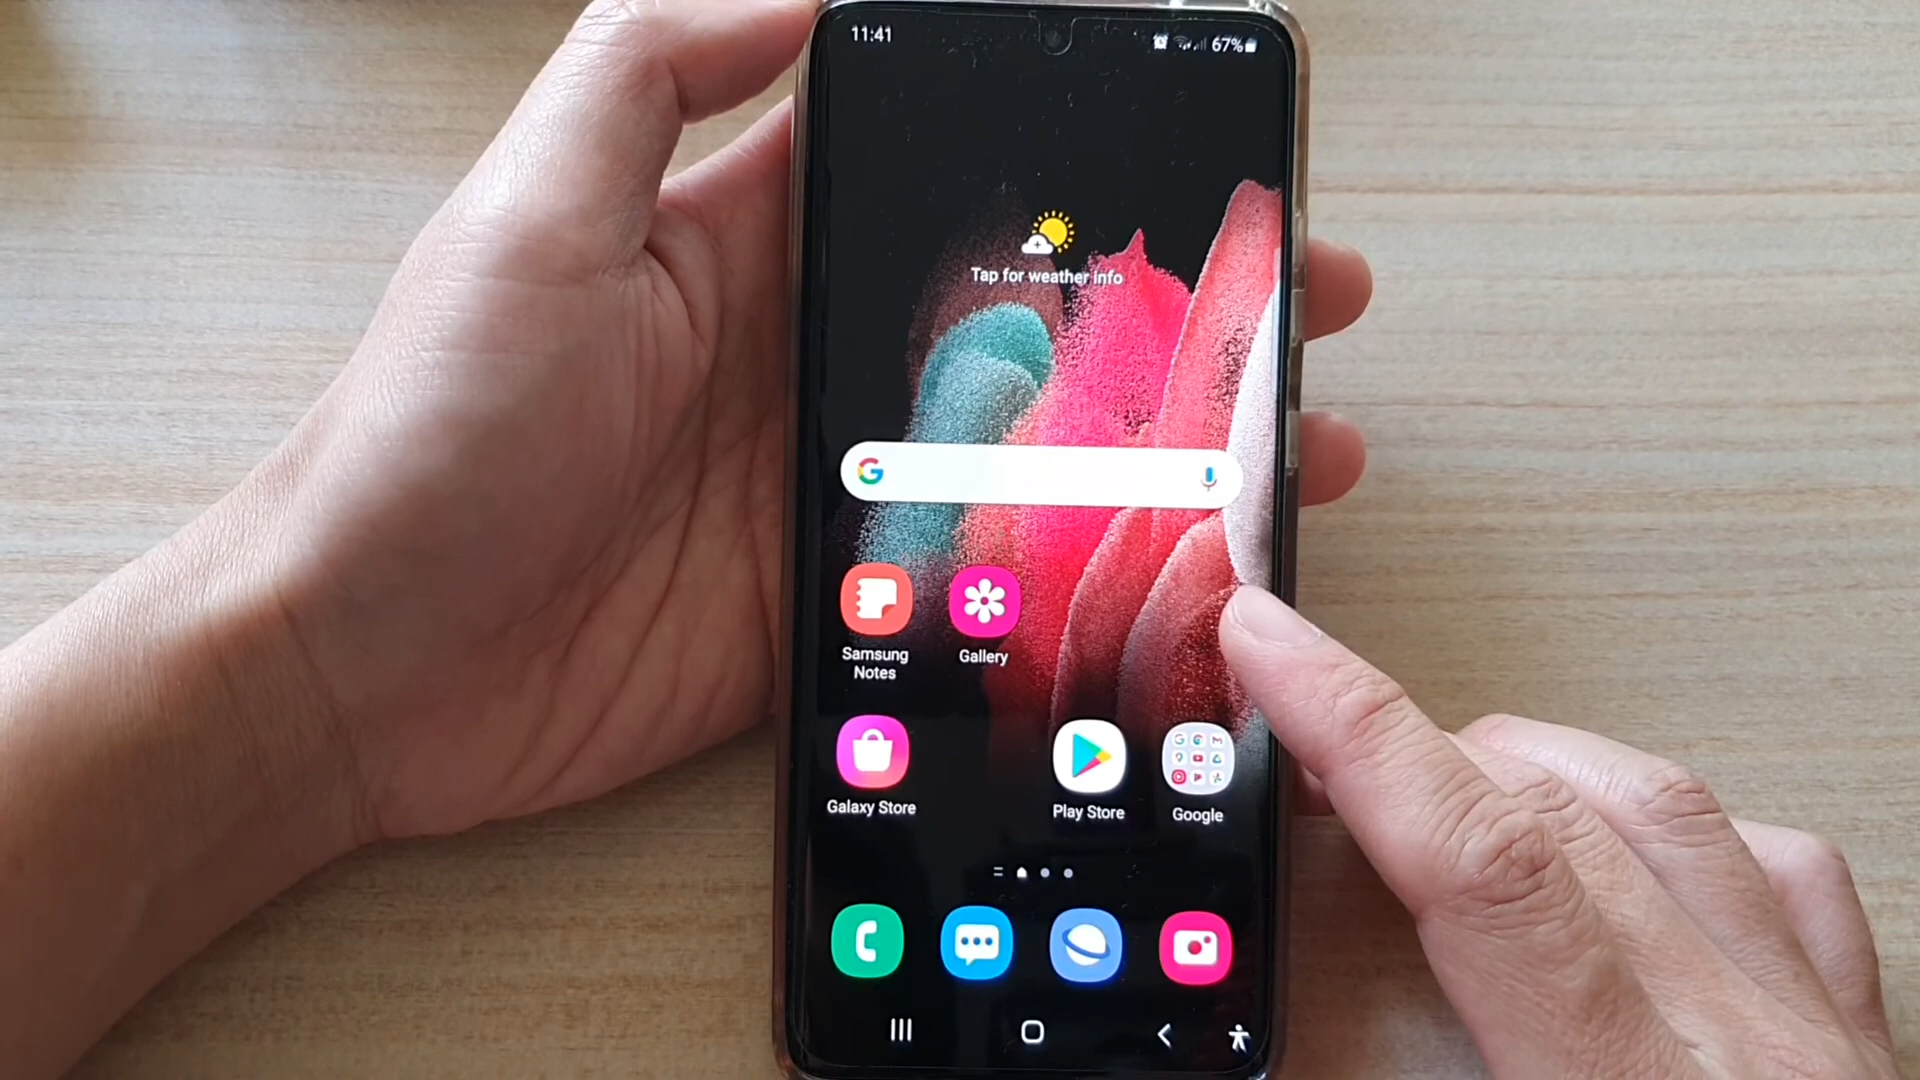 11:41
67%
Tap for weather info
Samsung
Notes
Gallery
Galaxy Store
Play Store
Google